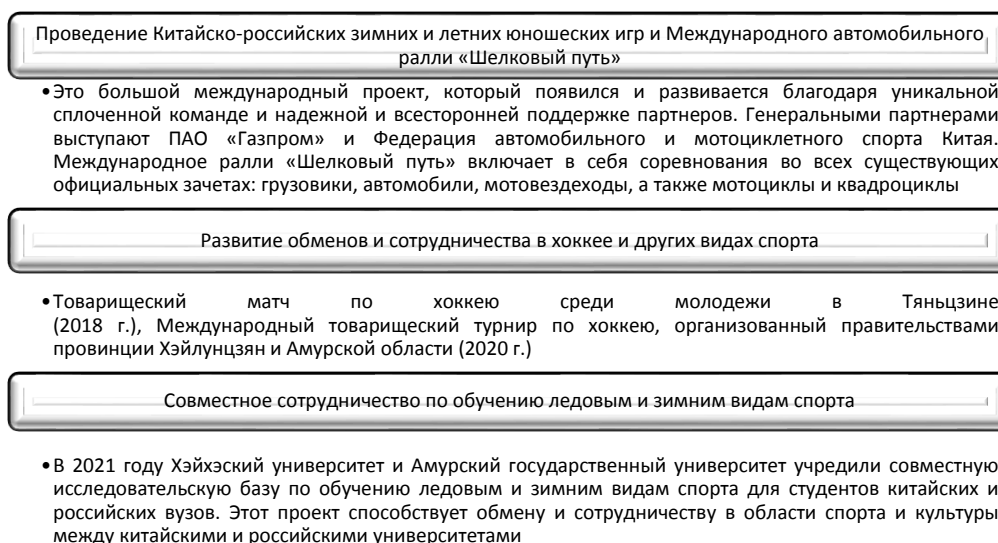 Проведение Китайско-российских зимних и летних юношеских игр и Международного автомобильного
ралли «Шелковый путь»
•Это большой международный проект, который появился и развивается благодаря уникальной
сплоченной команде и надежной и всесторонней поддержке партнеров. Генеральными партнерами
выступают ПАО «Газпром» и Федерация автомобильного и мотоциклетного спорта Китая.
Международное ралли «Шелковый путь» включает в себя соревнования во всех существующих
официальных зачетах: грузовики, автомобили, мотовездеходы, а также мотоциклы и квадроциклы
Развитие обменов и сотрудничества в хоккее и других видах спорта
•Товарищеский матч по хоккею среди молодежи в Тяньцзине
(2018 г.), Международный товарищеский турнир по хоккею, организованный правительствами
провинции Хэйлунцзян и Амурской области (2020 г.)
Совместное сотрудничество по обучению ледовым и зимним видам спорта
•В 2021 году Хэйхэский университет и Амурский государственный университет учредили совместную
исследовательскую базу по обучению ледовым и зимним видам спорта для студентов китайских и
российских вузов. Этот проект способствует обмену и сотрудничеству в области спорта и культуры
между китайскими и российскими университетами